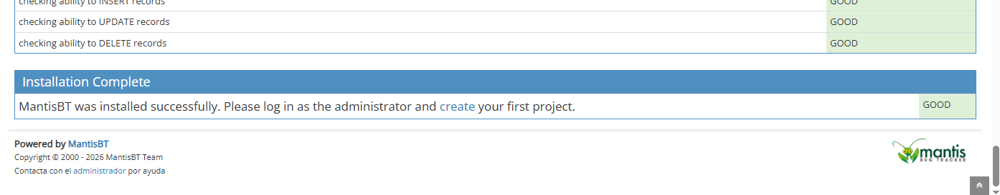 checking ability to INSERT records GOOD
checking ability to UPDATE records GOOD
checking ability to DELETE records GOOD
Installation Complete
MantisBT was installed successfully. Please log in as the administrator and create your first project. GOOD
Powered by MantisBT
Copyright © 2000 - 2026 MantisBT Team
Contacta con el administrador por ayuda
mantis
BUG TRACKER